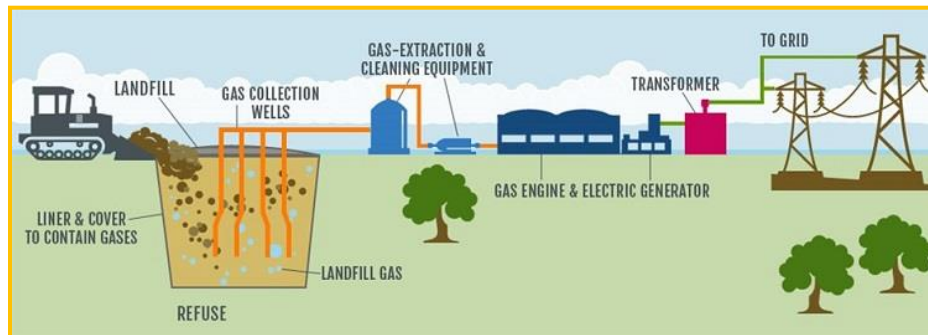 LANDFILL
GAS COLLECTION
WELLS
GAS-EXTRACTION &
CLEANING EQUIPMENT
TRANSFORMER
TO GRID
GAS ENGINE & ELECTRIC GENERATOR
LINER & COVER
TO CONTAIN GASES
LANDFILL GAS
REFUSE